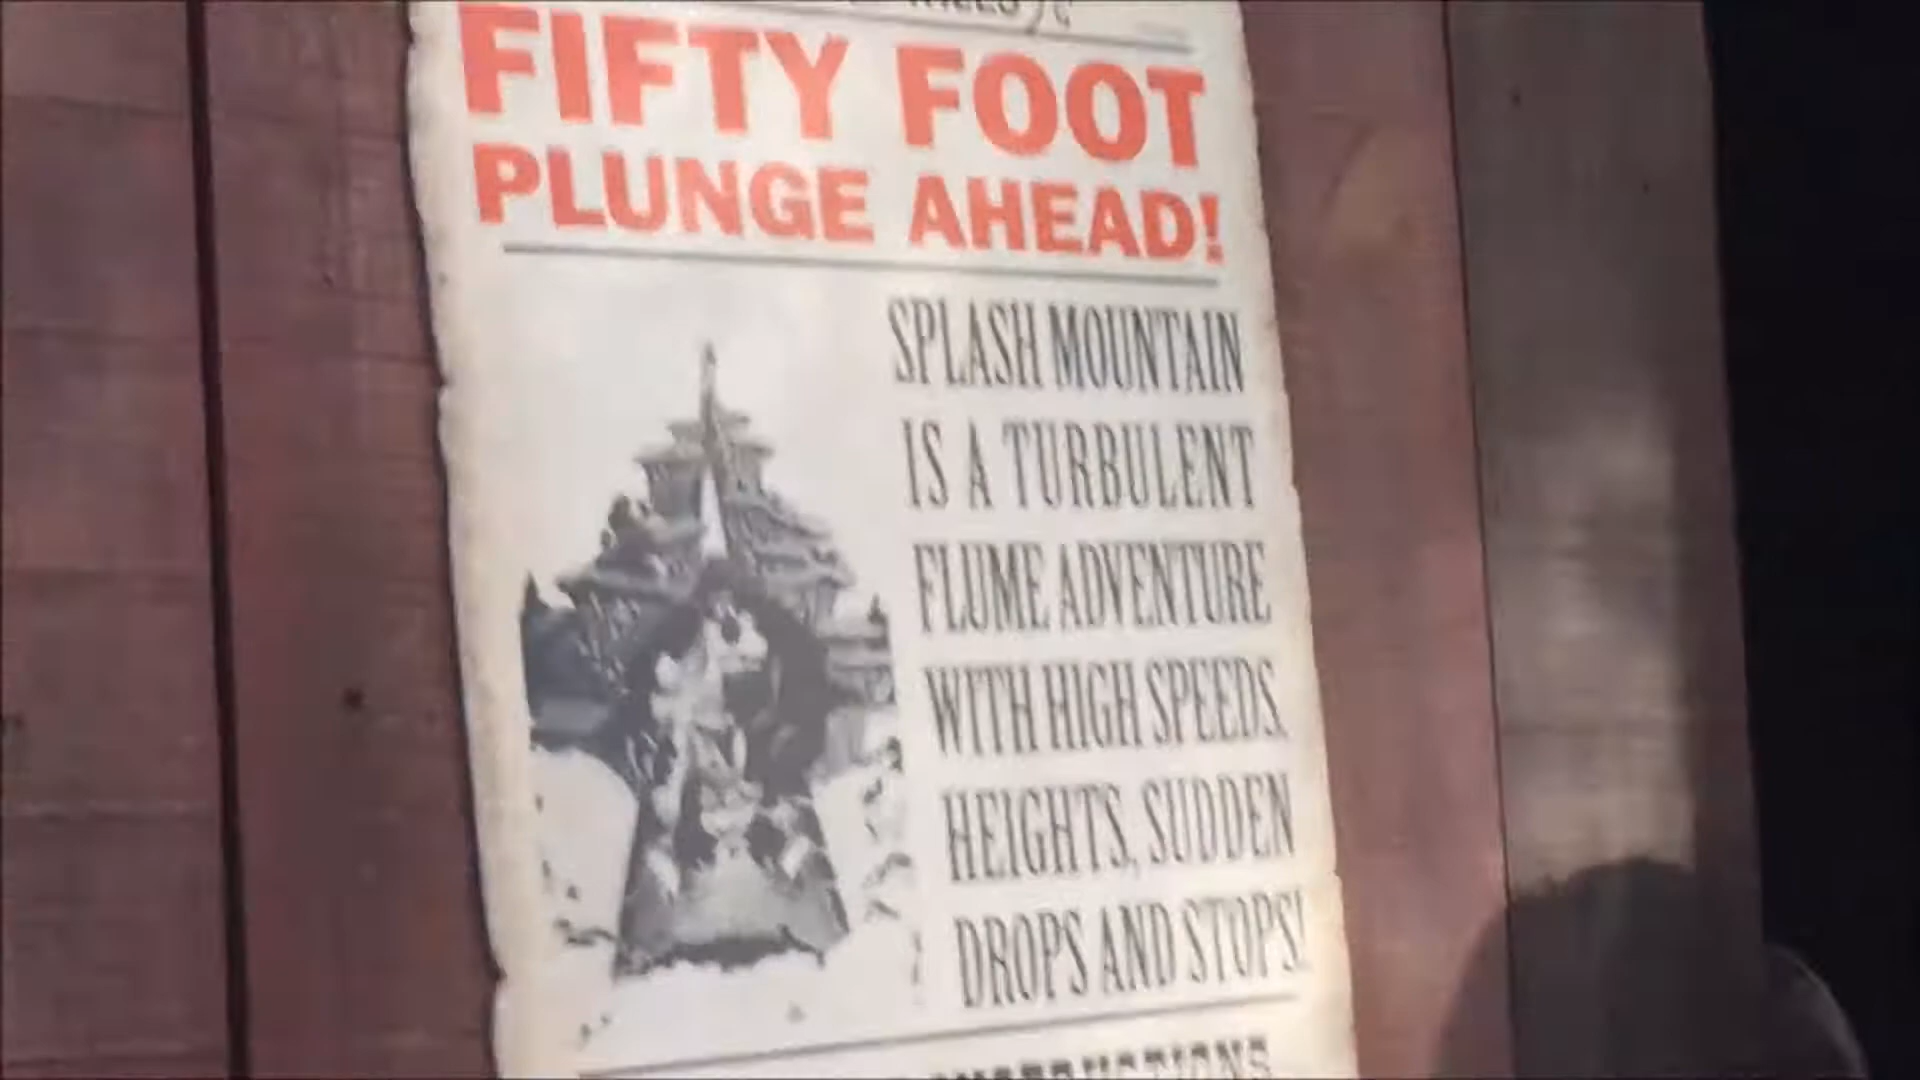 FIFTY FOOT
PLUNGE AHEAD!
SPLASH MOUNTAIN
IS A TURBULENT
FLUME ADVENTURE
WITH HIGH SPEEDS,
HEIGHTS, SUDDEN
DROPS AND STOPS!